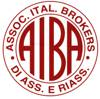 ASSOC. ITAL. BROKERS
AIBA
DI ASS. E RIASS.